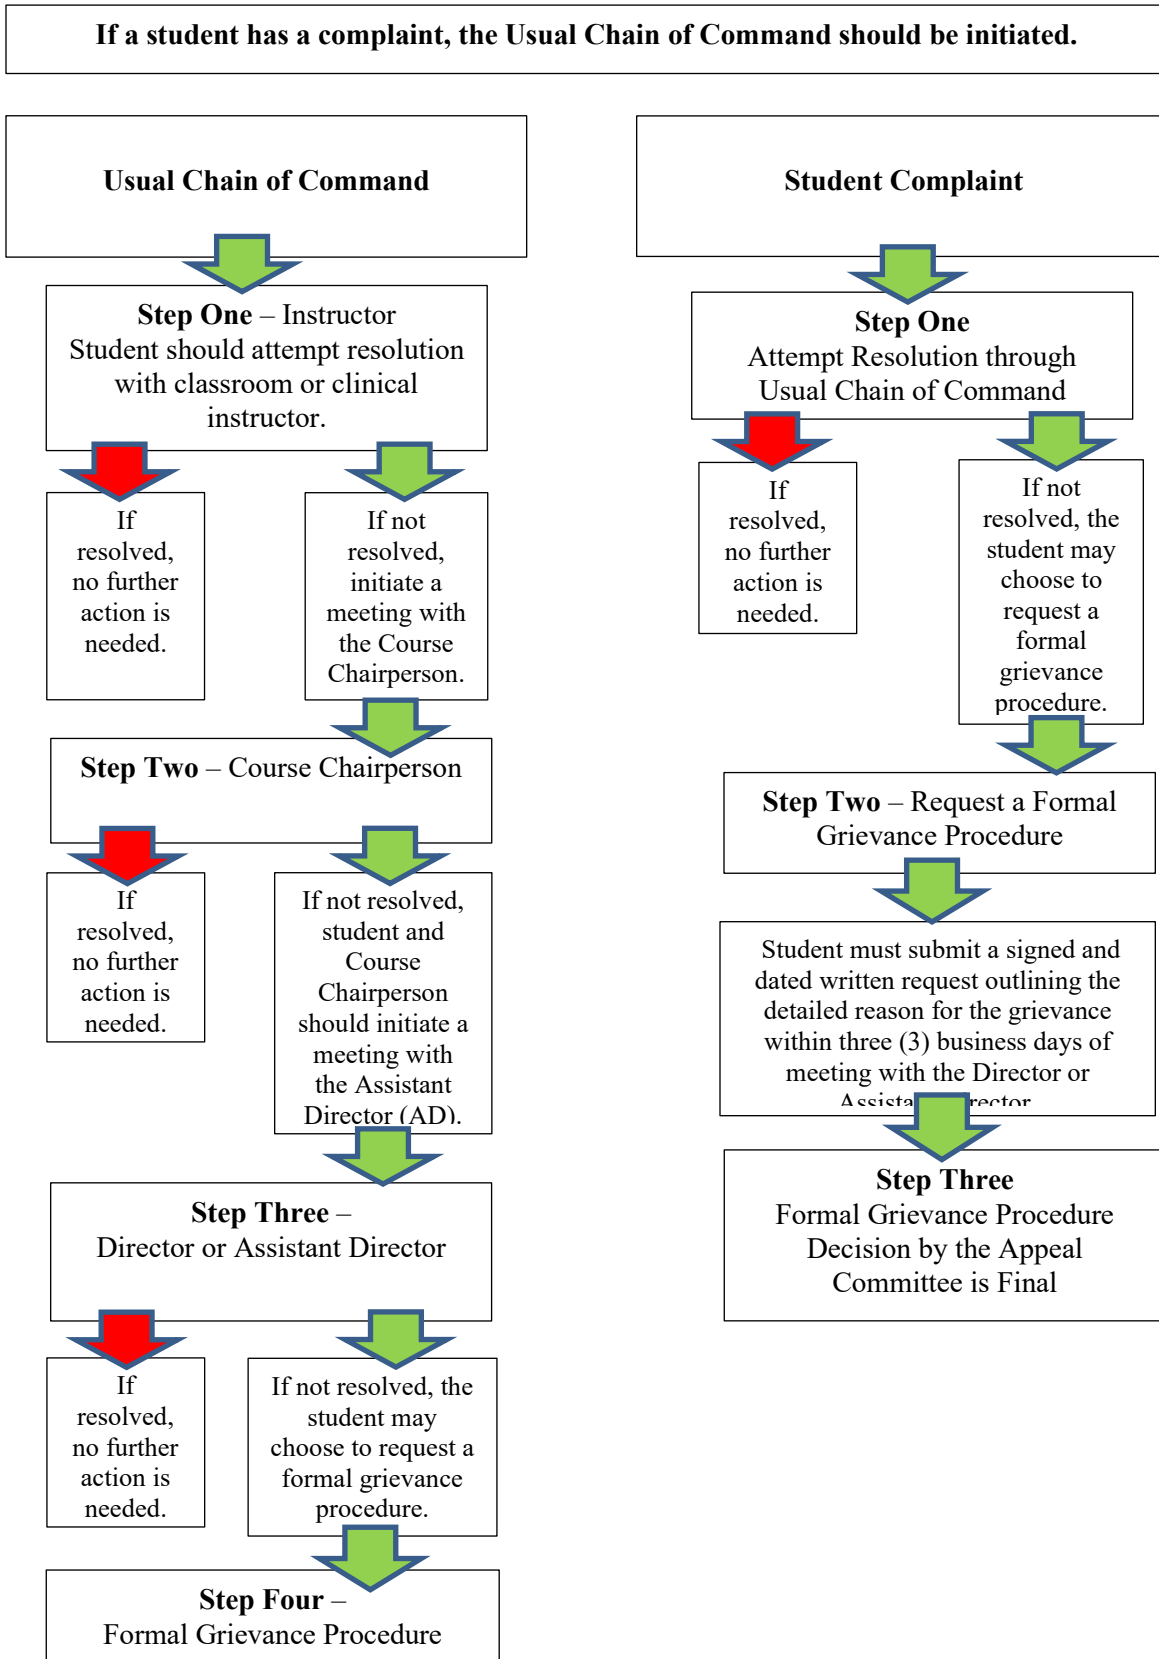 If a student has a complaint, the Usual Chain of Command should be initiated.
Usual Chain of Command
Step One – Instructor
Student should attempt resolution
with classroom or clinical
instructor.
If
resolved,
no further
action is
needed.
If not
resolved,
initiate a
meeting with
the Course
Chairperson.
Step Two – Course Chairperson
If
resolved,
no further
action is
needed.
If not resolved,
student and
Course
Chairperson
should initiate a
meeting with
the Assistant
Director (AD).
Step Three –
Director or Assistant Director
If
resolved,
no further
action is
needed.
If not resolved, the
student may
choose to request a
formal grievance
procedure.
Step Four –
Formal Grievance Procedure
Student Complaint
Step One
Attempt Resolution through
Usual Chain of Command
If
resolved,
no further
action is
needed.
If not
resolved, the
student may
choose to
request a
formal
grievance
procedure.
Step Two – Request a Formal
Grievance Procedure
Student must submit a signed and
dated written request outlining the
detailed reason for the grievance
within three (3) business days of
meeting with the Director or
Step Three
Formal Grievance Procedure
Decision by the Appeal
Committee is Final